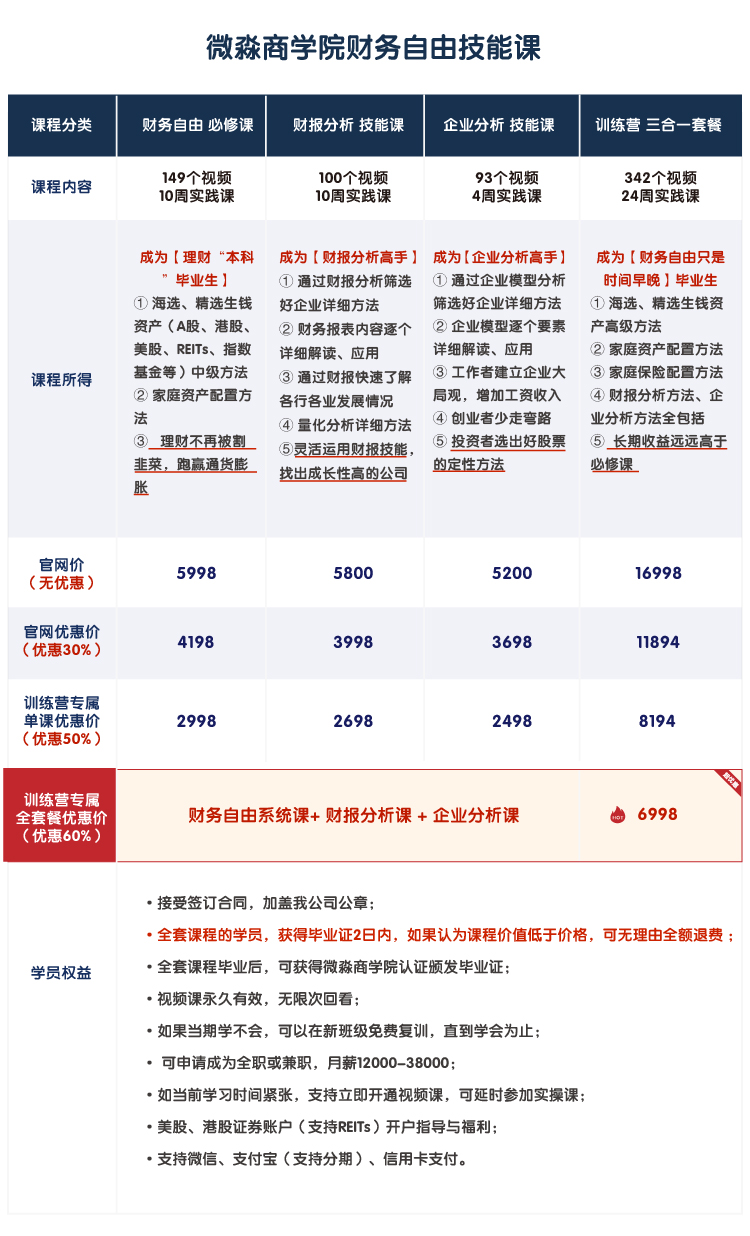 微淼商学院财务自由技能课
课程分类
财务自由 必修课
财报分析 技能课
企业分析 技能课
训练营 三合一套餐
课程内容
149个视频
10周实践课
100个视频
10周实践课
93个视频
4周实践课
342个视频
24周实践课
课程所得
成为【理财“本科
”毕业生】
① 海选、精选生钱
资产（A股、港股、
美股、REITs、指数
基金等）中级方法
② 家庭资产配置方
法
③ 理财不再被割
韭菜，跑赢通货膨
胀
成为【财报分析高手】
① 通过财报分析筛选
好企业详细方法
② 财务报表内容逐个
详细解读、应用
③ 通过财报快速了解
各行各业发展情况
④ 量化分析详细方法
⑤灵活运用财报技能，
找出成长性高的公司
成为【企业分析高手】
① 通过企业模型分析
筛选好企业详细方法
② 企业模型逐个要素
详细解读、应用
③ 工作者建立企业大
局观，增加工资收入
④ 创业者少走弯路
⑤ 投资者选出好股票
的定性方法
成为【财务自由只是
时间早晚】毕业生
① 海选、精选生钱资
产高级方法
② 家庭资产配置方法
③ 家庭保险配置方法
④ 财报分析方法、企
业分析方法全包括
⑤ 长期收益远远高于
必修课
官网价
（无优惠）
5998
5800
5200
16998
官网优惠价
（优惠30%）
4198
3998
3698
11894
训练营专属
单课优惠价
（优惠50%）
2998
2698
2498
8194
训练营专属
全套餐优惠价
（优惠60%）
财务自由系统课+ 财报分析课 + 企业分析课
HOT
6998
学员权益
• 接受签订合同，加盖我公司公章；
• 全套课程的学员，获得毕业证2日内，如果认为课程价值低于价格，可无理由全额退费；
• 全套课程毕业后，可获得微淼商学院认证颁发毕业证；
• 视频课永久有效，无限次回看；
• 如果当期学不会，可以在新班级免费复训，直到学会为止；
• 可申请成为全职或兼职，月薪12000-38000；
• 如当前学习时间紧张，支持立即开通视频课，可延时参加实操课；
• 美股、港股证券账户（支持REITs）开户指导与福利；
• 支持微信、支付宝（支持分期）、信用卡支付。